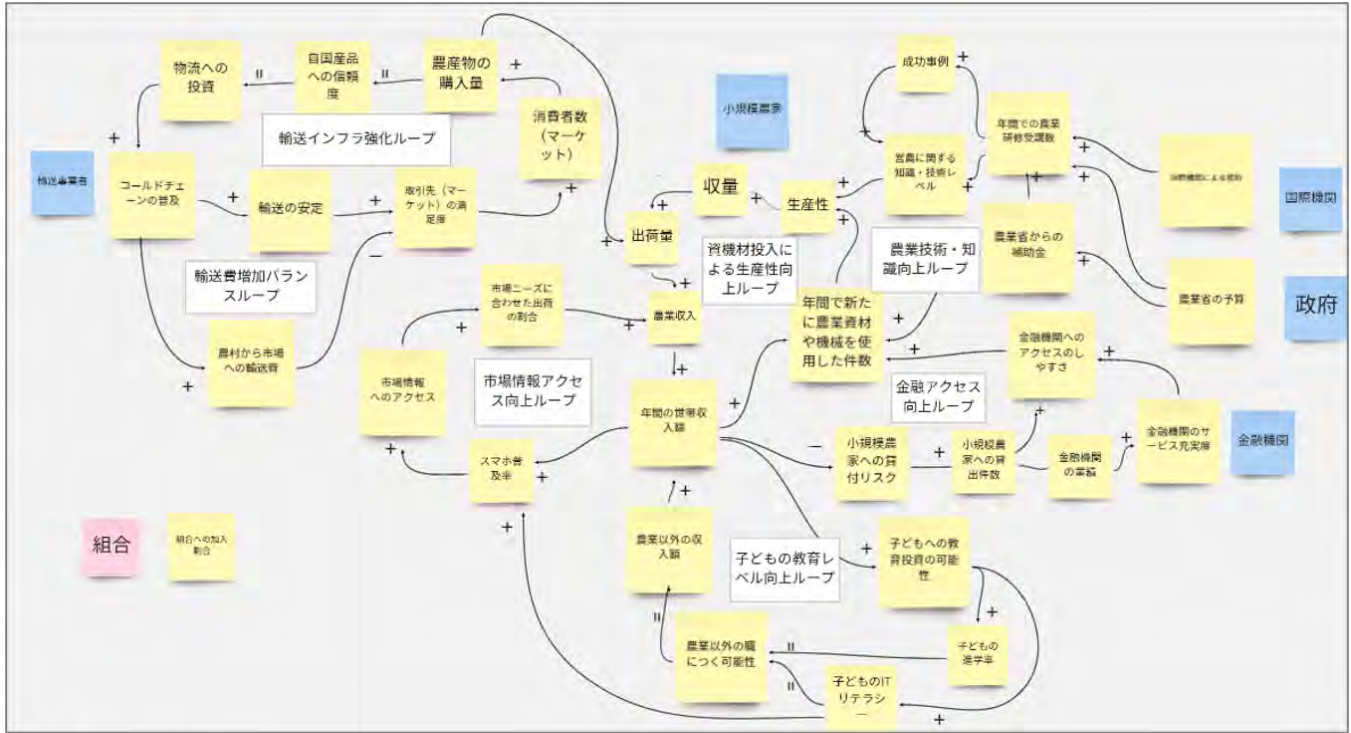 物流への
投資
自国産品
への信頼
度
農産物の
購入量
消費者数
(マーケ
ット)
輸送インフラ強化ループ
輸送事業者
コールドチェ
ーンの普及
輸送の安定
取引先(マー
ケット)の満
足度
輸送費増加バラン
スループ
農村から市場
への輸送費
小規模農家
収量
生産性
出荷量
資機材投入に
よる生産性向
上ループ
農業収入
市場ニーズに
合わせた出荷
の割合
市場情報
へのアクセス
市場情報アクセ
ス向上ループ
スマホ普
及率
年間の世帯収
入額
成功事例
年間での農業
研修受講数
営農に関する
知識・技術レ
ベル
農業技術・知
識向上ループ
農業省からの
補助金
国際機関
農業省の予算
政府
年間で新た
に農業資材
や機械を使
用した件数
金融機関への
アクセスのし
やすさ
金融アクセス
向上ループ
小規模農
家への貸
付リスク
小規模農
家への貸
出件数
金融機関
の業績
金融機関のサ
ービス充実度
金融機関
組合
組合への加入
割合
農業以外の収
入額
子どもの教育レ
ベル向上ループ
子どもへの教
育投資の可能
性
子どもの
進学率
農業以外の職
につく可能性
子どものIT
リテラシ
ー